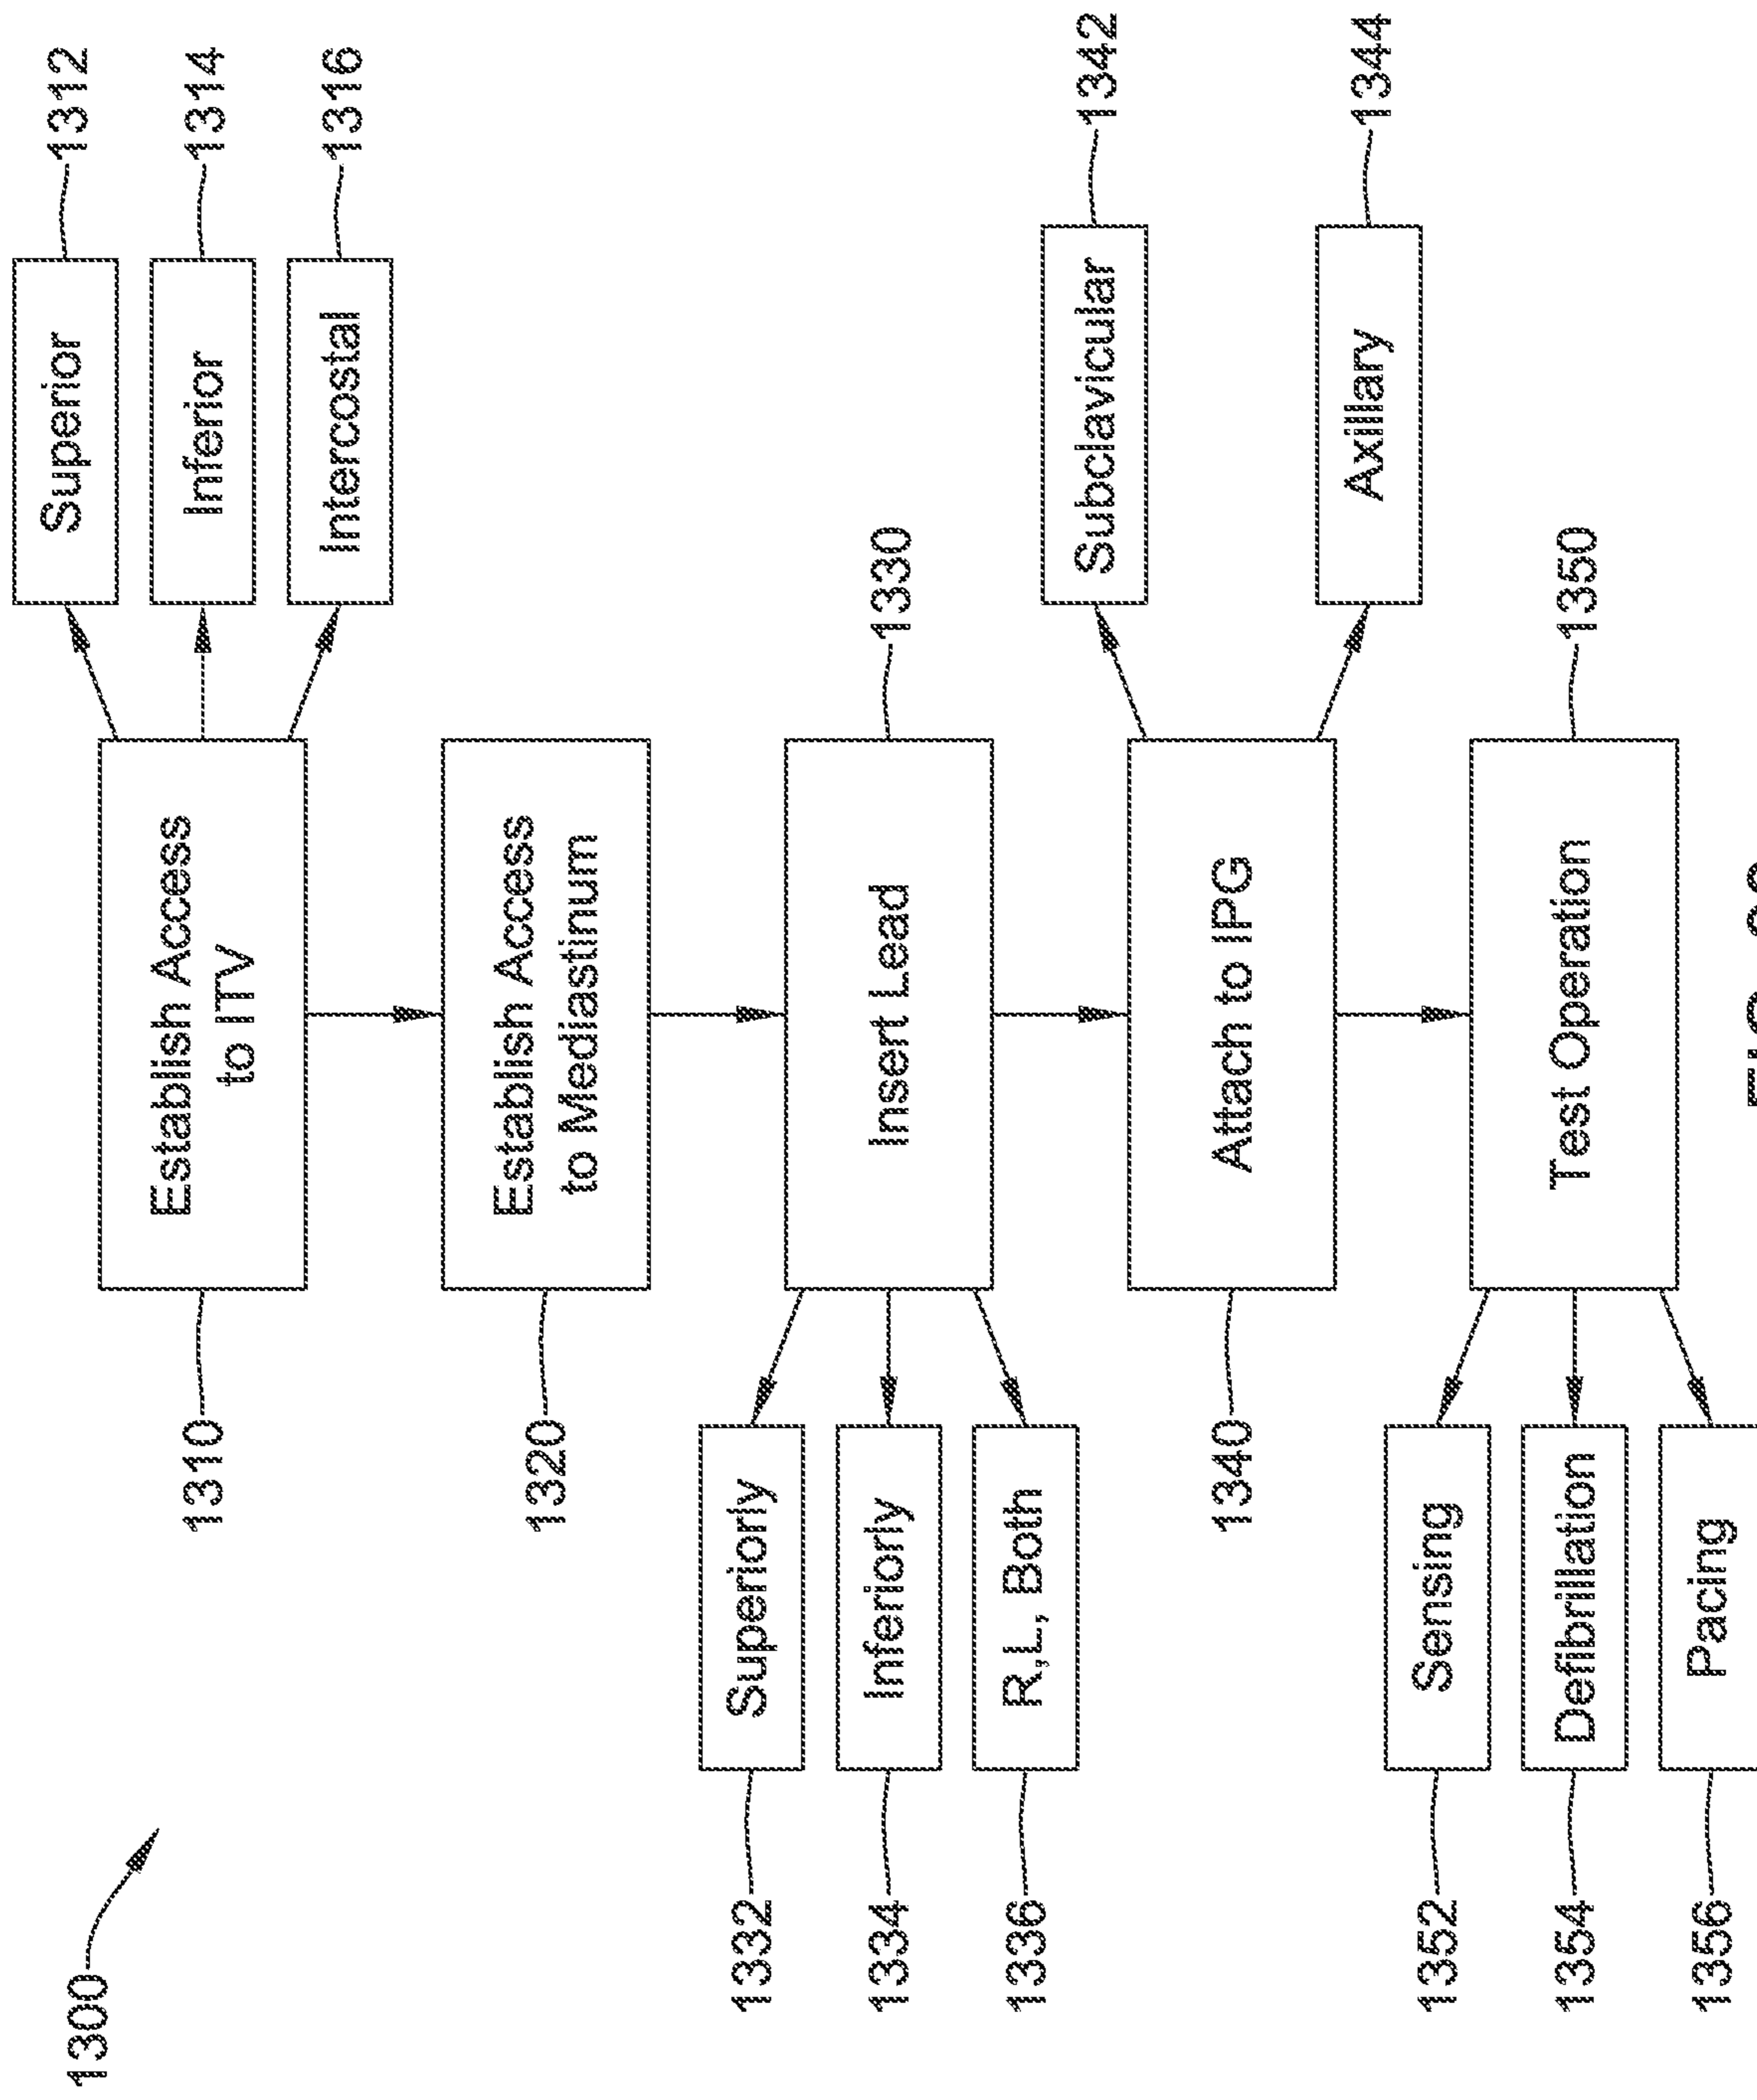 1300
1310
Establish Access
to ITV
Superior
1312
Inferior
1314
Intercostal
1316
1320
Establish Access
to Mediastinum
Insert Lead
1330
1332
Superiorly
1334
Inferiorly
1336
R,L, Both
1340
Attach to IPG
Subclavicular
1342
Axillary
1344
Test Operation
1350
1352
Sensing
1354
Defibrillation
1356
Pacing